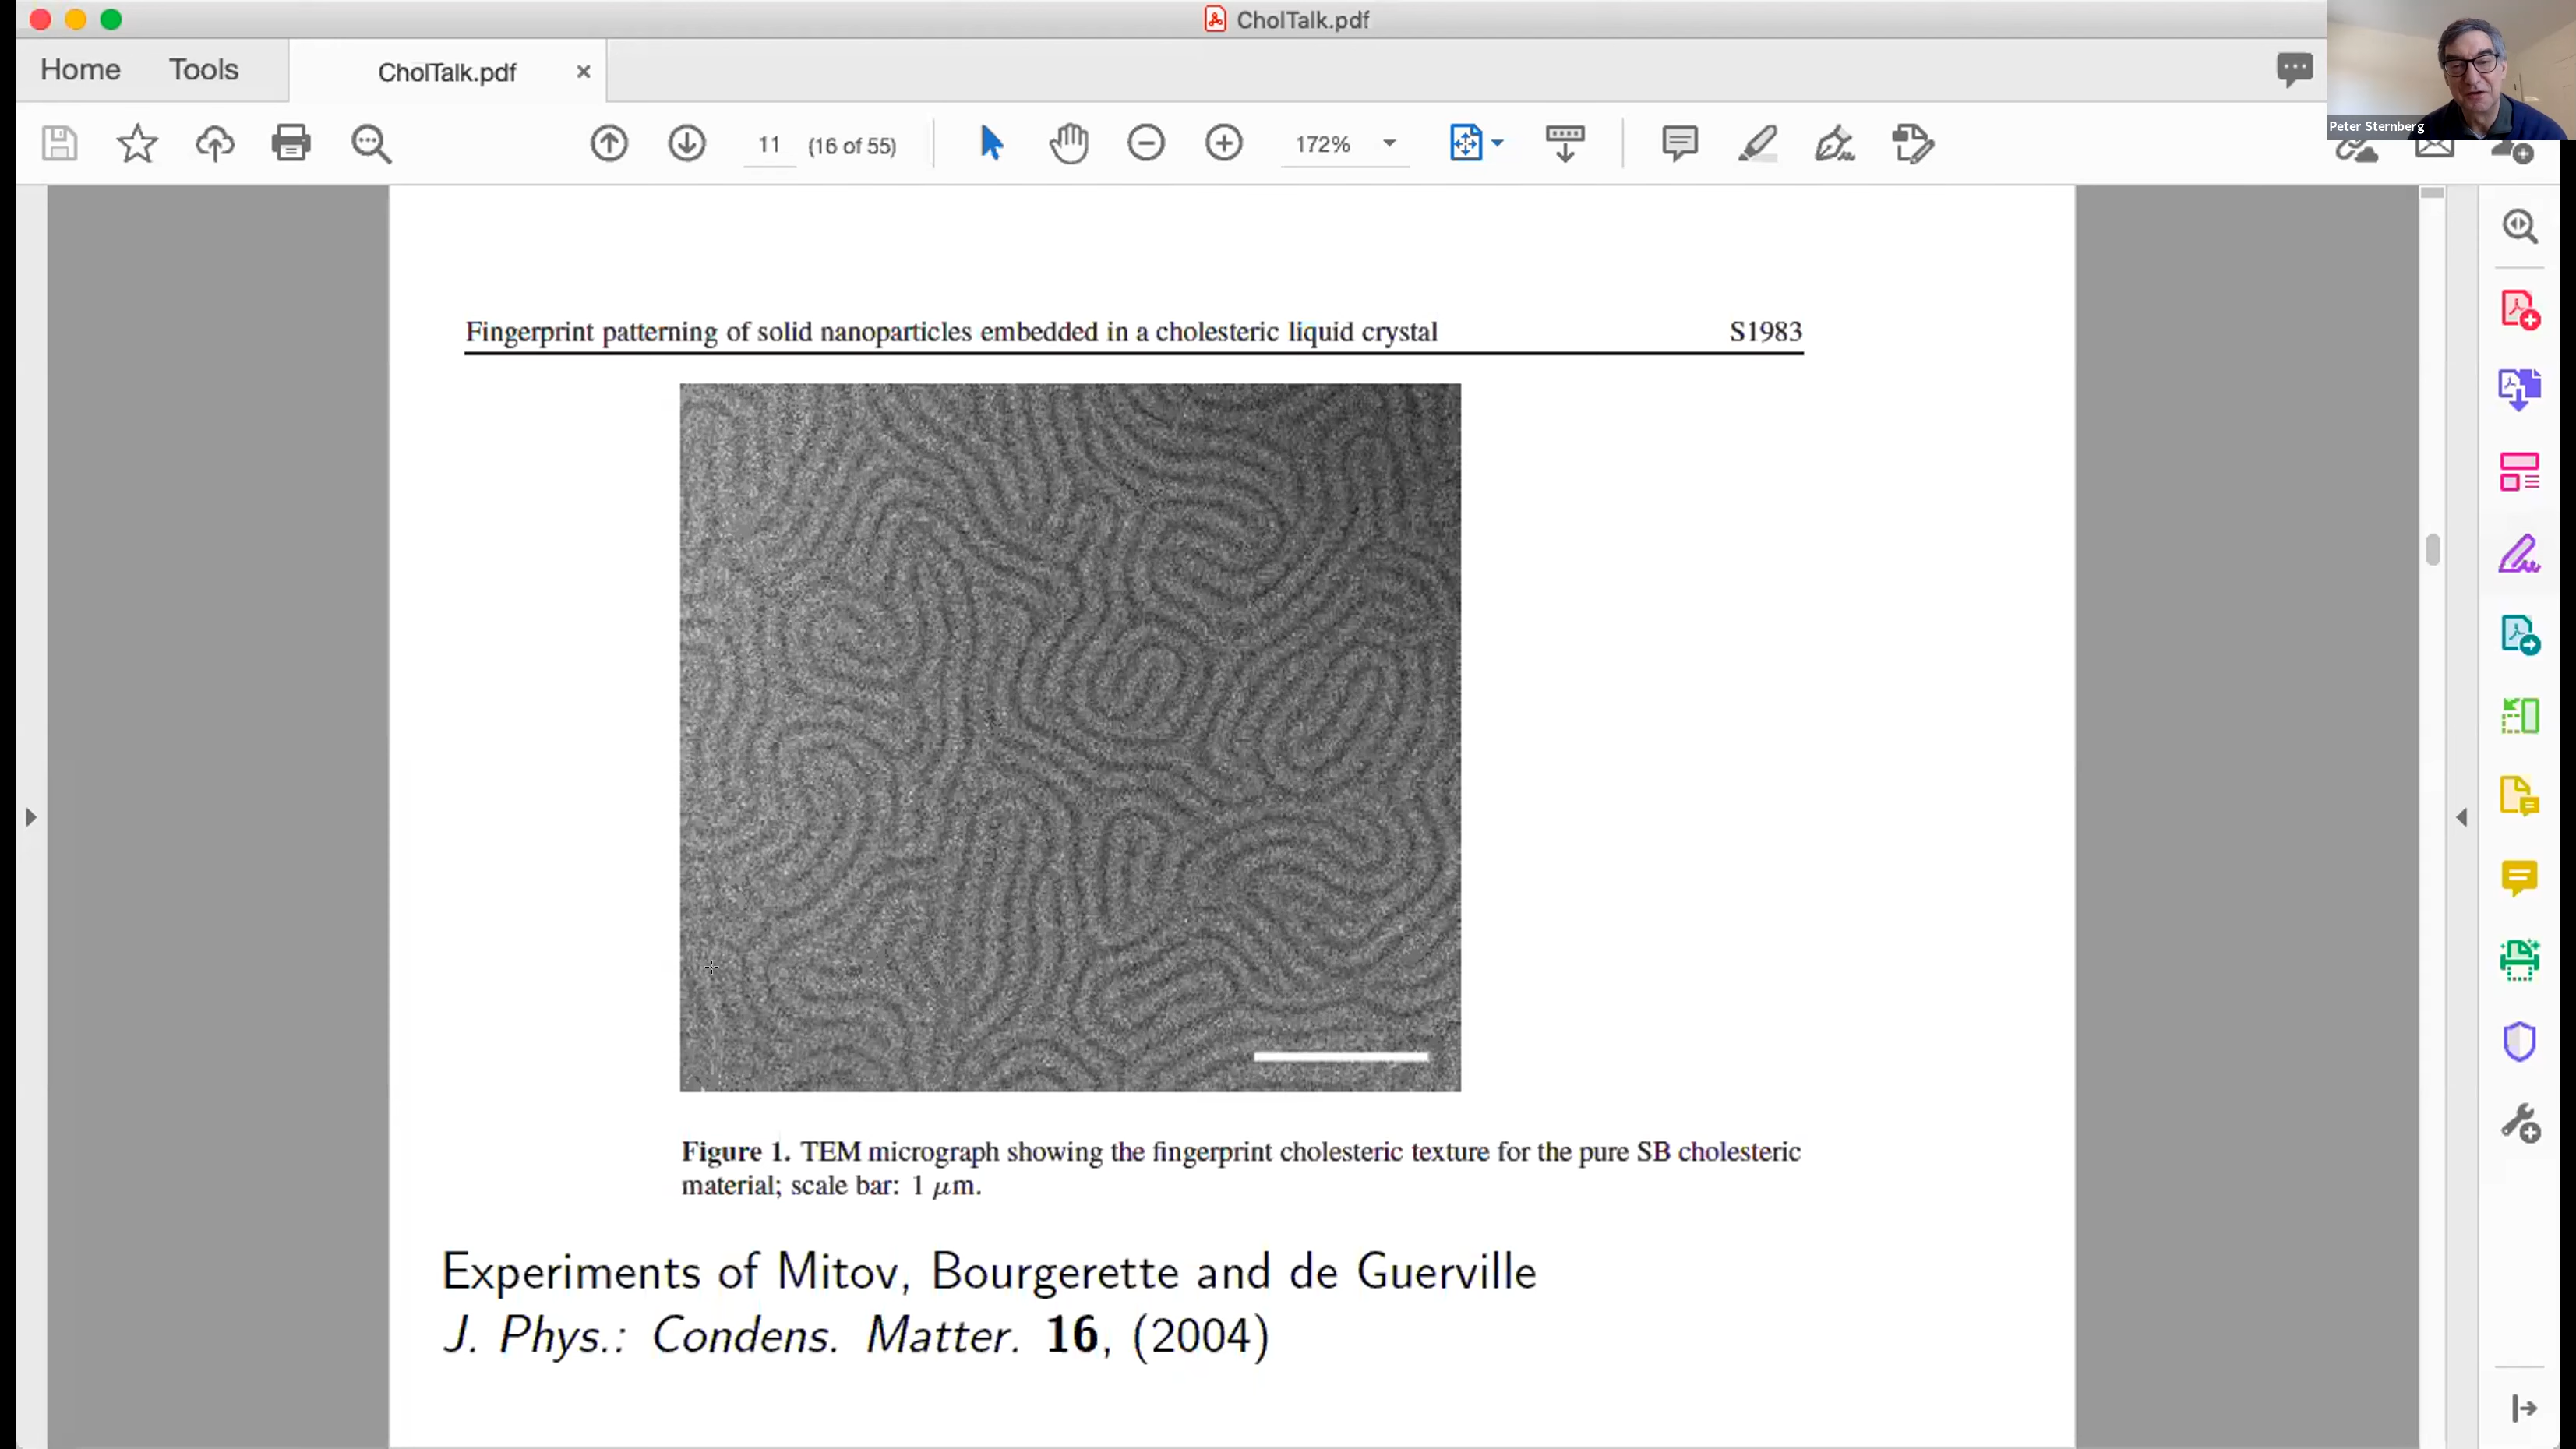 CholTalk.pdf
Home Tools CholTalk.pdf ×
Peter Sternberg
11 (16 of 55) 172%
Fingerprint patterning of solid nanoparticles embedded in a cholesteric liquid crystal S1983
Figure 1. TEM micrograph showing the fingerprint cholesteric texture for the pure SB cholesteric
material; scale bar: 1 μm.
Experiments of Mitov, Bourgerette and de Guerville
J. Phys.: Condens. Matter. 16, (2004)